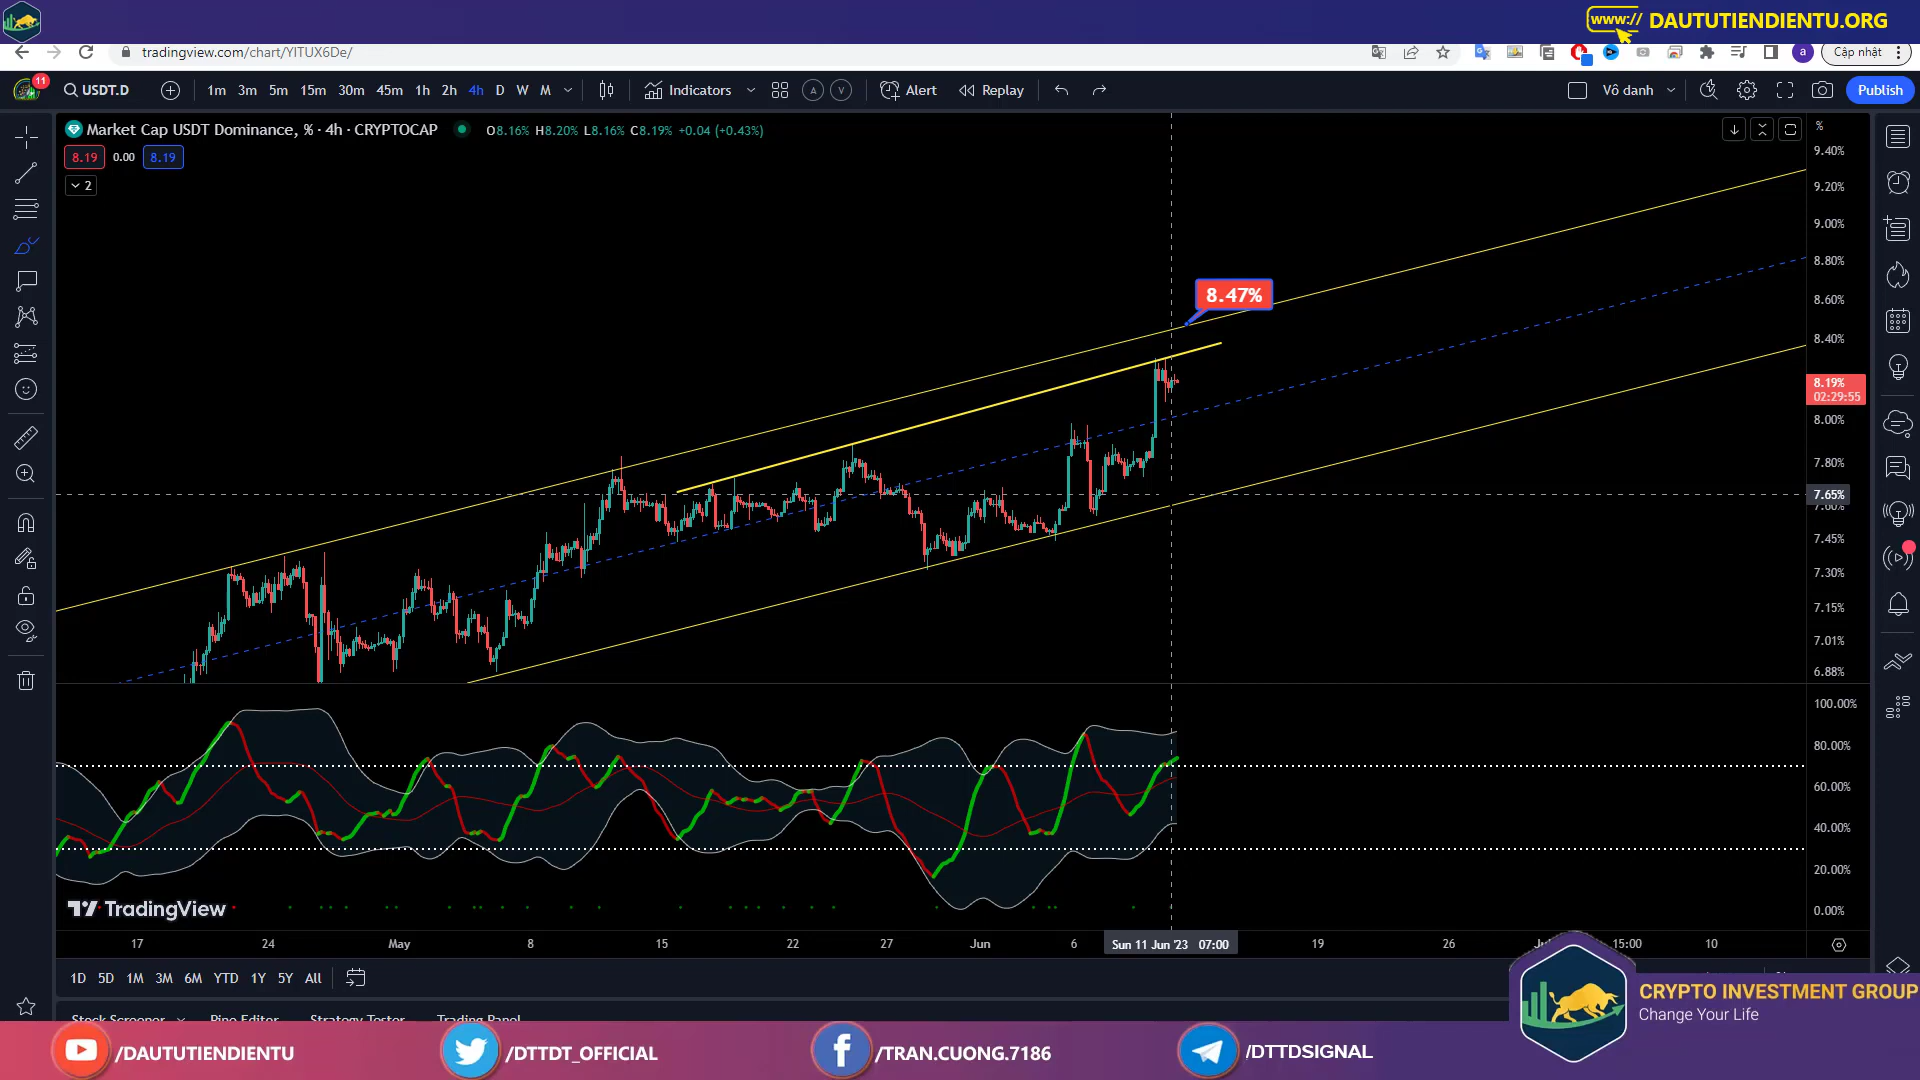 www:// DAUTUTIENDIENTU.ORG
tradingview.com/chart/YITUX6De/
a Cập nhật
11 USDT.D 1m 3m 5m 15m 30m 45m 1h 2h 4h D W M Indicators A V Alert Replay Vô danh Publish
Market Cap USDT Dominance, % · 4h · CRYPTOCAP O8.16% H8.20% L8.16% C8.19% +0.04 (+0.43%)
8.19 0.00 8.19
2
%
9.40%
9.20%
9.00%
8.80%
8.60%
8.47%
8.40%
8.19%
02:29:55
8.00%
7.80%
7.65%
7.60%
7.45%
7.30%
7.15%
7.01%
6.88%
100.00%
80.00%
60.00%
40.00%
20.00%
0.00%
TradingView
17 24 May 8 15 22 27 Jun 6 Sun 11 Jun '23 07:00 19 26 15:00 10
1D 5D 1M 3M 6M YTD 1Y 5Y All
Stock Screener Pine Editor Strategy Tester Trading Panel
CRYPTO INVESTMENT GROUP
Change Your Life
/DAUTUTIENDIENTU /DTTDT_OFFICIAL /TRAN.CUONG.7186 /DTTDSIGNAL